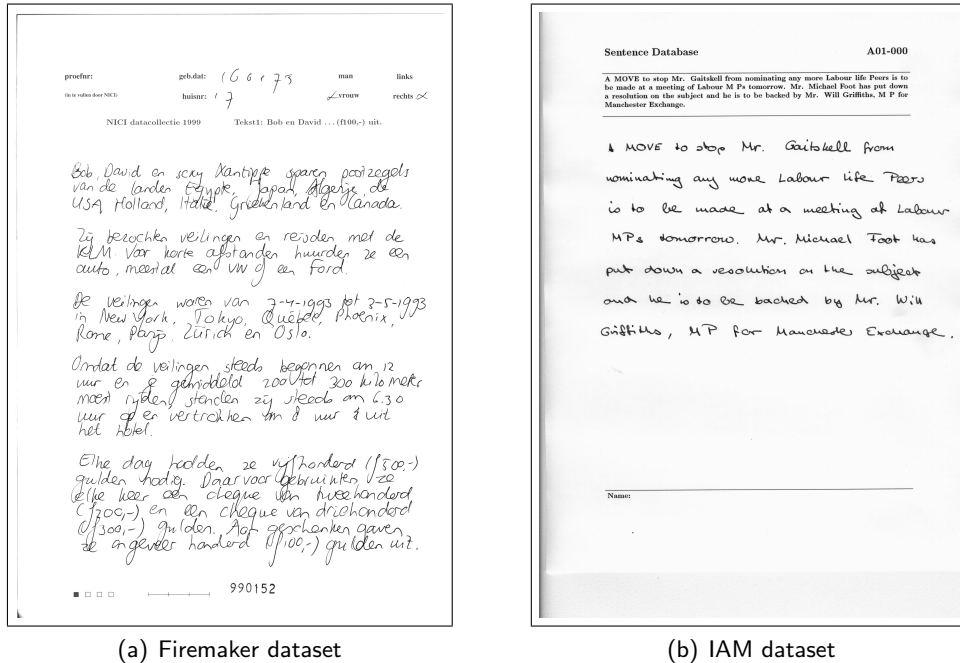 proefnr: geb.dat: 160173 man links
(in te vullen door NICI) huisnr: 17 vrouw rechts
NICI datacollectie 1999 Tekst1: Bob en David ... (f100,-) uit.
Bob, David en sexy Xantippe sparen postzegels
van de landen Egypte, Japan, Algerije, de
USA, Holland, Italië, Griekenland en Canada.
Zij bezochten veilingen en reisden met de
KLM. Voor korte afstanden huurden ze een
auto, meestal een VW of een Ford.
De veilingen waren van 7-4-1993 tot 3-5-1993
in New York, Tokyo, Québec, Phoenix,
Rome, Parijs, Zürich en Oslo.
Omdat de veilingen steeds begonnen om 12
uur en ze gemiddeld 200 tot 300 kilometer
moest rijden, stonden zij steeds om 6.30
uur op en vertrokken om 8 uur uit
het hotel.
Elke dag hadden ze vijfhonderd (f500,-)
gulden nodig. Daarvoor gebruikten ze
elke keer een cheque van tweehonderd
(f200,-) en een cheque van driehonderd
(f300,-) gulden. Aan geschenken gaven
ze ongeveer honderd (f100,-) gulden uit.
990152
(a) Firemaker dataset
Sentence Database A01-000
A MOVE to stop Mr. Gaitskell from nominating any more Labour life Peers is to
be made at a meeting of Labour M Ps tomorrow. Mr. Michael Foot has put down
a resolution on the subject and he is to be backed by Mr. Will Griffiths, M P for
Manchester Exchange.
A MOVE to stop Mr. Gaitskell from
nominating any more Labour life Peers
is to be made at a meeting of Labour
MPs tomorrow. Mr. Michael Foot has
put down a resolution on the subject
and he is to be backed by Mr. Will
Griffiths, MP for Manchester Exchange.
Name:
(b) IAM dataset